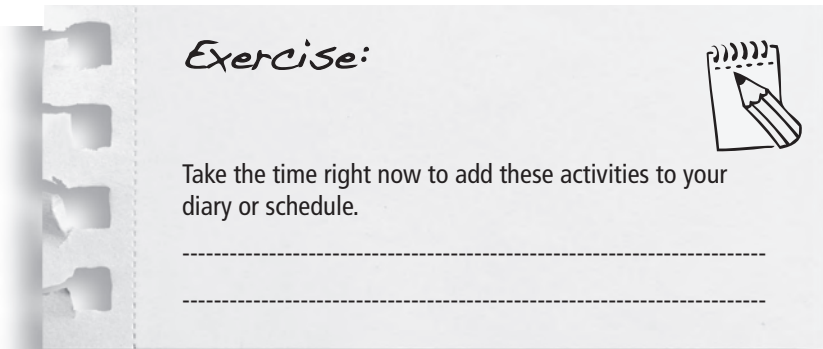 Exercise:
Take the time right now to add these activities to your
diary or schedule.